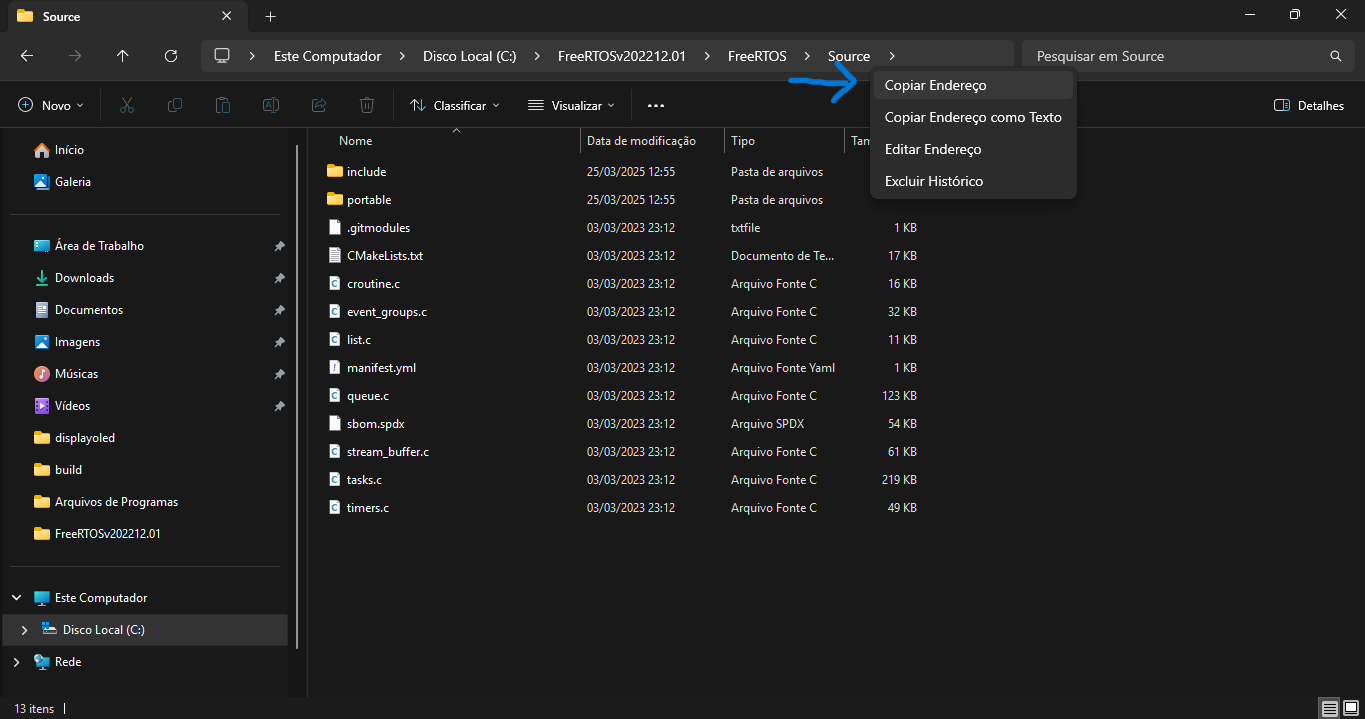 Source
Este Computador > Disco Local (C:) > FreeRTOSv202212.01 > FreeRTOS > Source >
Pesquisar em Source
Copiar Endereço
Copiar Endereço como Texto
Editar Endereço
Excluir Histórico
Novo
Classificar
Visualizar
Detalhes
Início
Galeria
Área de Trabalho
Downloads
Documentos
Imagens
Músicas
Vídeos
displayoled
build
Arquivos de Programas
FreeRTOSv202212.01
Este Computador
Disco Local (C:)
Rede
Nome Data de modificação Tipo
include 25/03/2025 12:55 Pasta de arquivos
portable 25/03/2025 12:55 Pasta de arquivos
.gitmodules 03/03/2023 23:12 txtfile 1 KB
CMakeLists.txt 03/03/2023 23:12 Documento de Te... 17 KB
croutine.c 03/03/2023 23:12 Arquivo Fonte C 16 KB
event_groups.c 03/03/2023 23:12 Arquivo Fonte C 32 KB
list.c 03/03/2023 23:12 Arquivo Fonte C 11 KB
manifest.yml 03/03/2023 23:12 Arquivo Fonte Yaml 1 KB
queue.c 03/03/2023 23:12 Arquivo Fonte C 123 KB
sbom.spdx 03/03/2023 23:12 Arquivo SPDX 54 KB
stream_buffer.c 03/03/2023 23:12 Arquivo Fonte C 61 KB
tasks.c 03/03/2023 23:12 Arquivo Fonte C 219 KB
timers.c 03/03/2023 23:12 Arquivo Fonte C 49 KB
13 itens